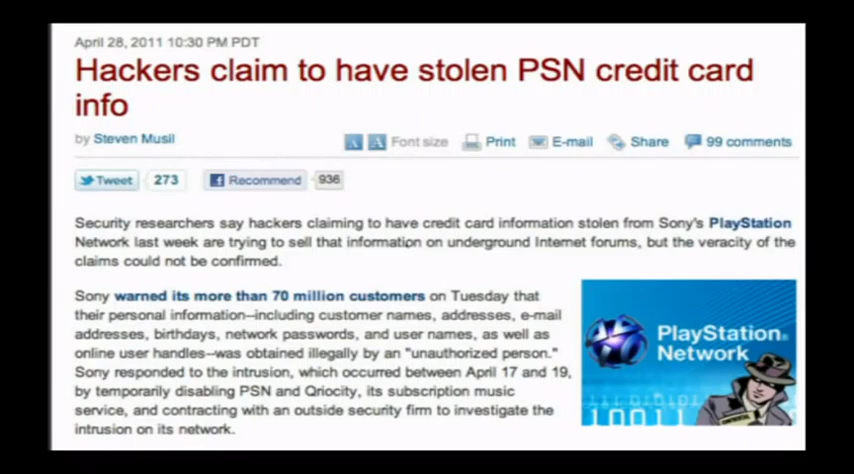 April 28, 2011 10:30 PM PDT
Hackers claim to have stolen PSN credit card
info
by Steven Musil
A A Font size Print E-mail Share 99 comments
Tweet 273 f Recommend 936
Security researchers say hackers claiming to have credit card information stolen from Sony's PlayStation
Network last week are trying to sell that information on underground Internet forums, but the veracity of the
claims could not be confirmed.
Sony warned its more than 70 million customers on Tuesday that
their personal information--including customer names, addresses, e-mail
addresses, birthdays, network passwords, and user names, as well as
online user handles--was obtained illegally by an "unauthorized person."
Sony responded to the intrusion, which occurred between April 17 and 19,
by temporarily disabling PSN and Qriocity, its subscription music
service, and contracting with an outside security firm to investigate the
intrusion on its network.
PlayStation®
Network